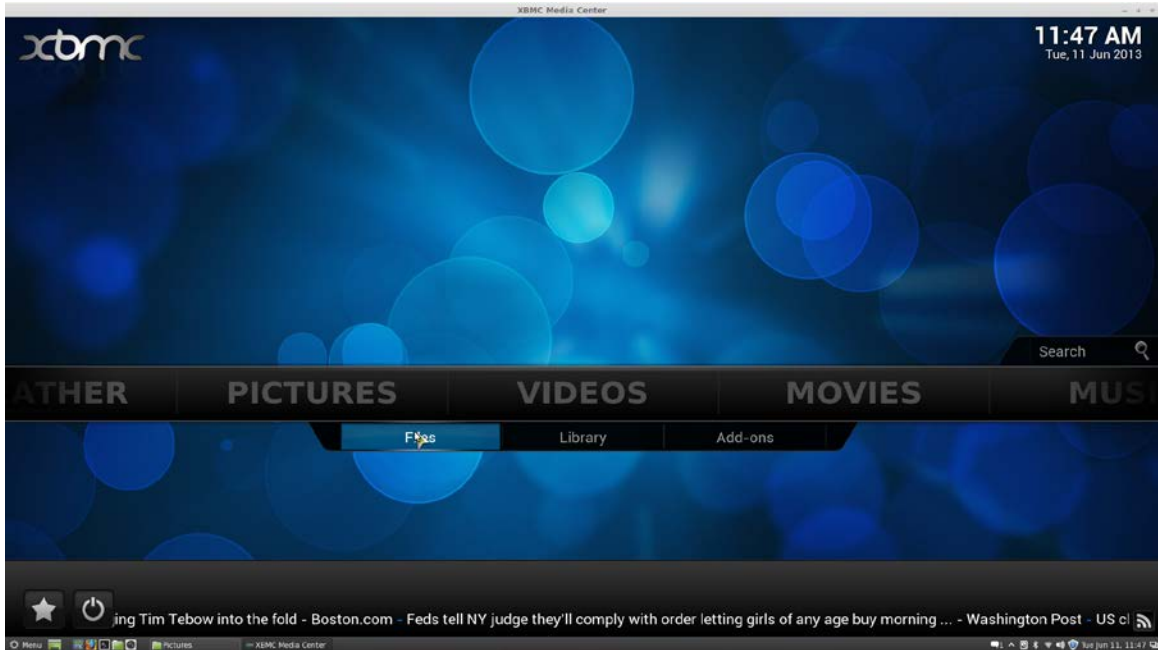 XBMC Media Center
xbmc
11:47 AM
Tue, 11 Jun 2013
Search
ATHER PICTURES VIDEOS MOVIES MUSI
Files Library Add-ons
ing Tim Tebow into the fold - Boston.com - Feds tell NY judge they'll comply with order letting girls of any age buy morning ... - Washington Post - US cl
Menu Pictures XBMC Media Center Tue Jun 11, 11:47